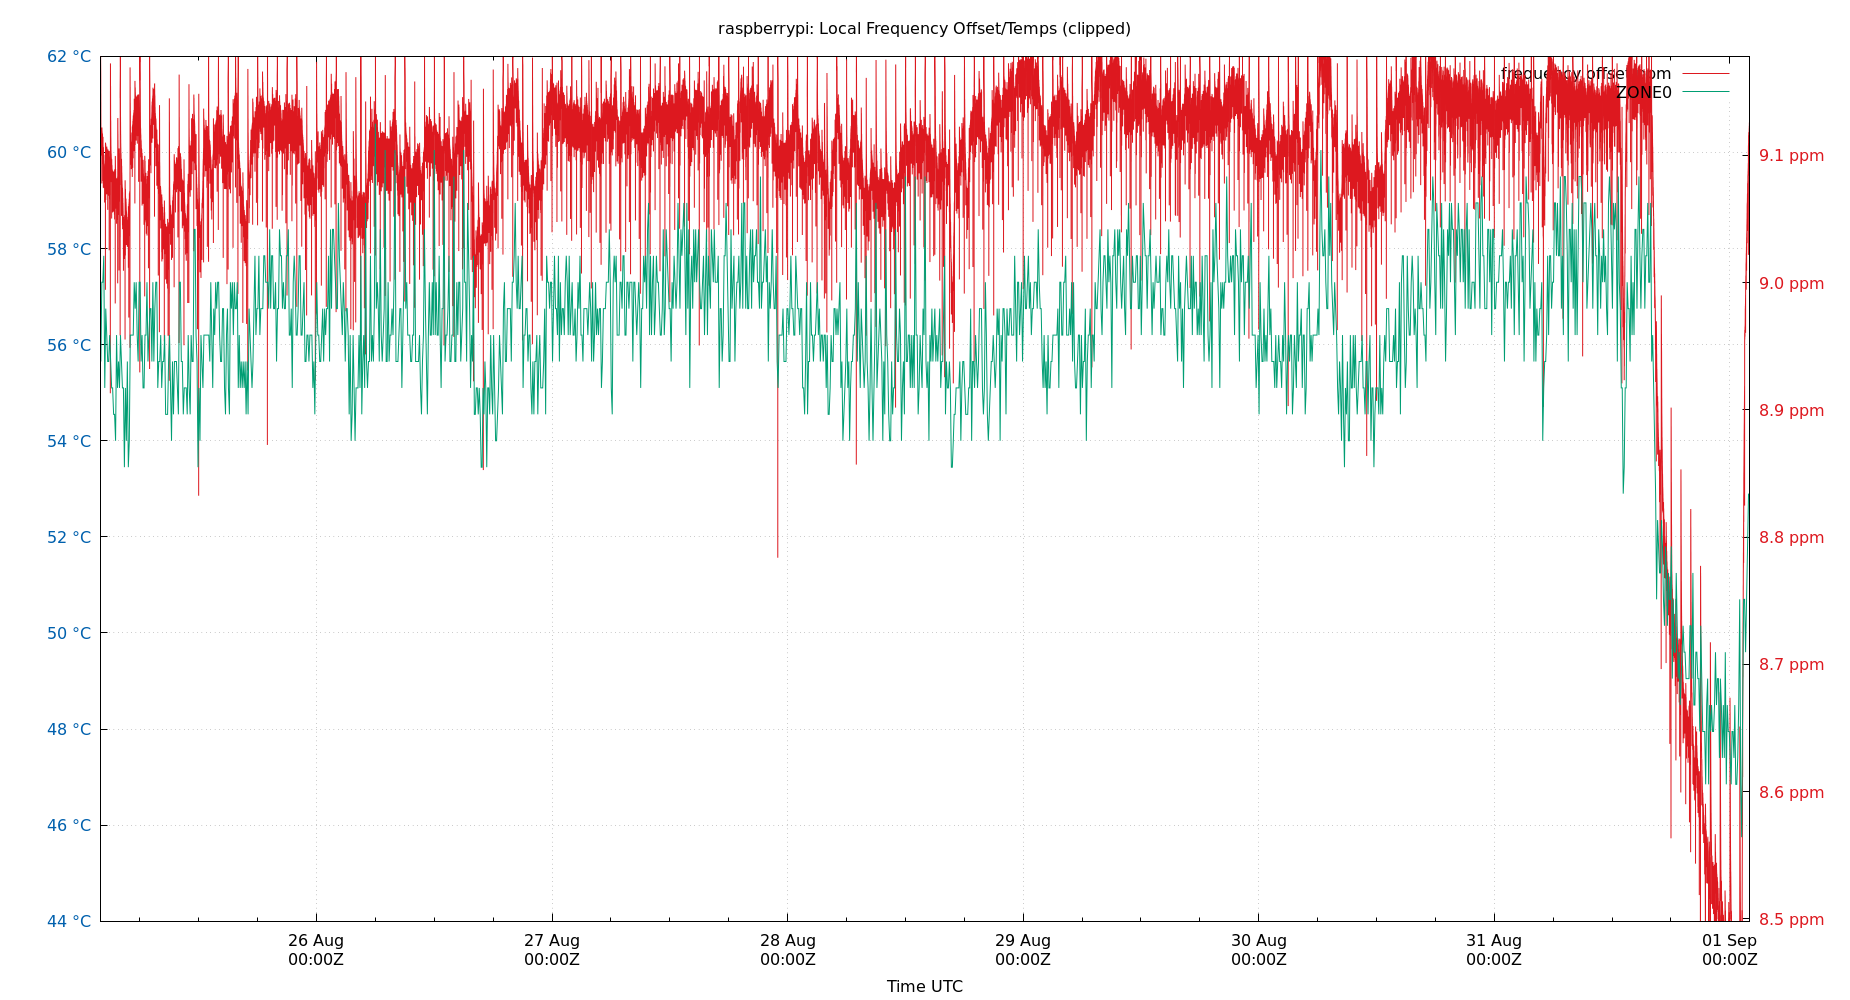 raspberrypi: Local Frequency Offset/Temps (clipped)
62 °C
60 °C
58 °C
56 °C
54 °C
52 °C
50 °C
48 °C
46 °C
44 °C
frequency offset ppm
ZONE0
9.1 ppm
9.0 ppm
8.9 ppm
8.8 ppm
8.7 ppm
8.6 ppm
8.5 ppm
26 Aug
00:00Z
27 Aug
00:00Z
28 Aug
00:00Z
29 Aug
00:00Z
30 Aug
00:00Z
31 Aug
00:00Z
01 Sep
00:00Z
Time UTC